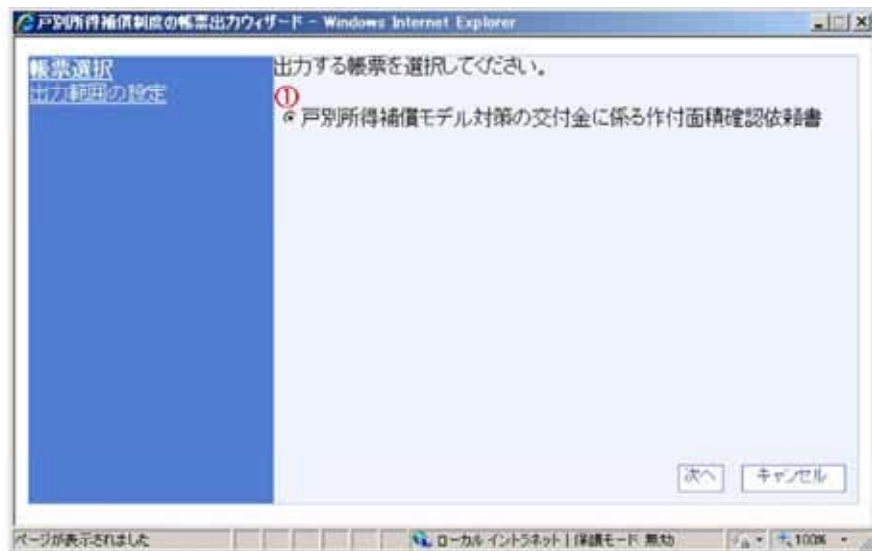 戸別所得補償制度の帳票出力ウィザード - Windows Internet Explorer
帳票選択
出力範囲の設定
出力する帳票を選択してください。
①
戸別所得補償モデル対策の交付金に係る作付面積確認依頼書
次へ
キャンセル
ページが表示されました
ローカル イントラネット | 保護モード: 無効
100%